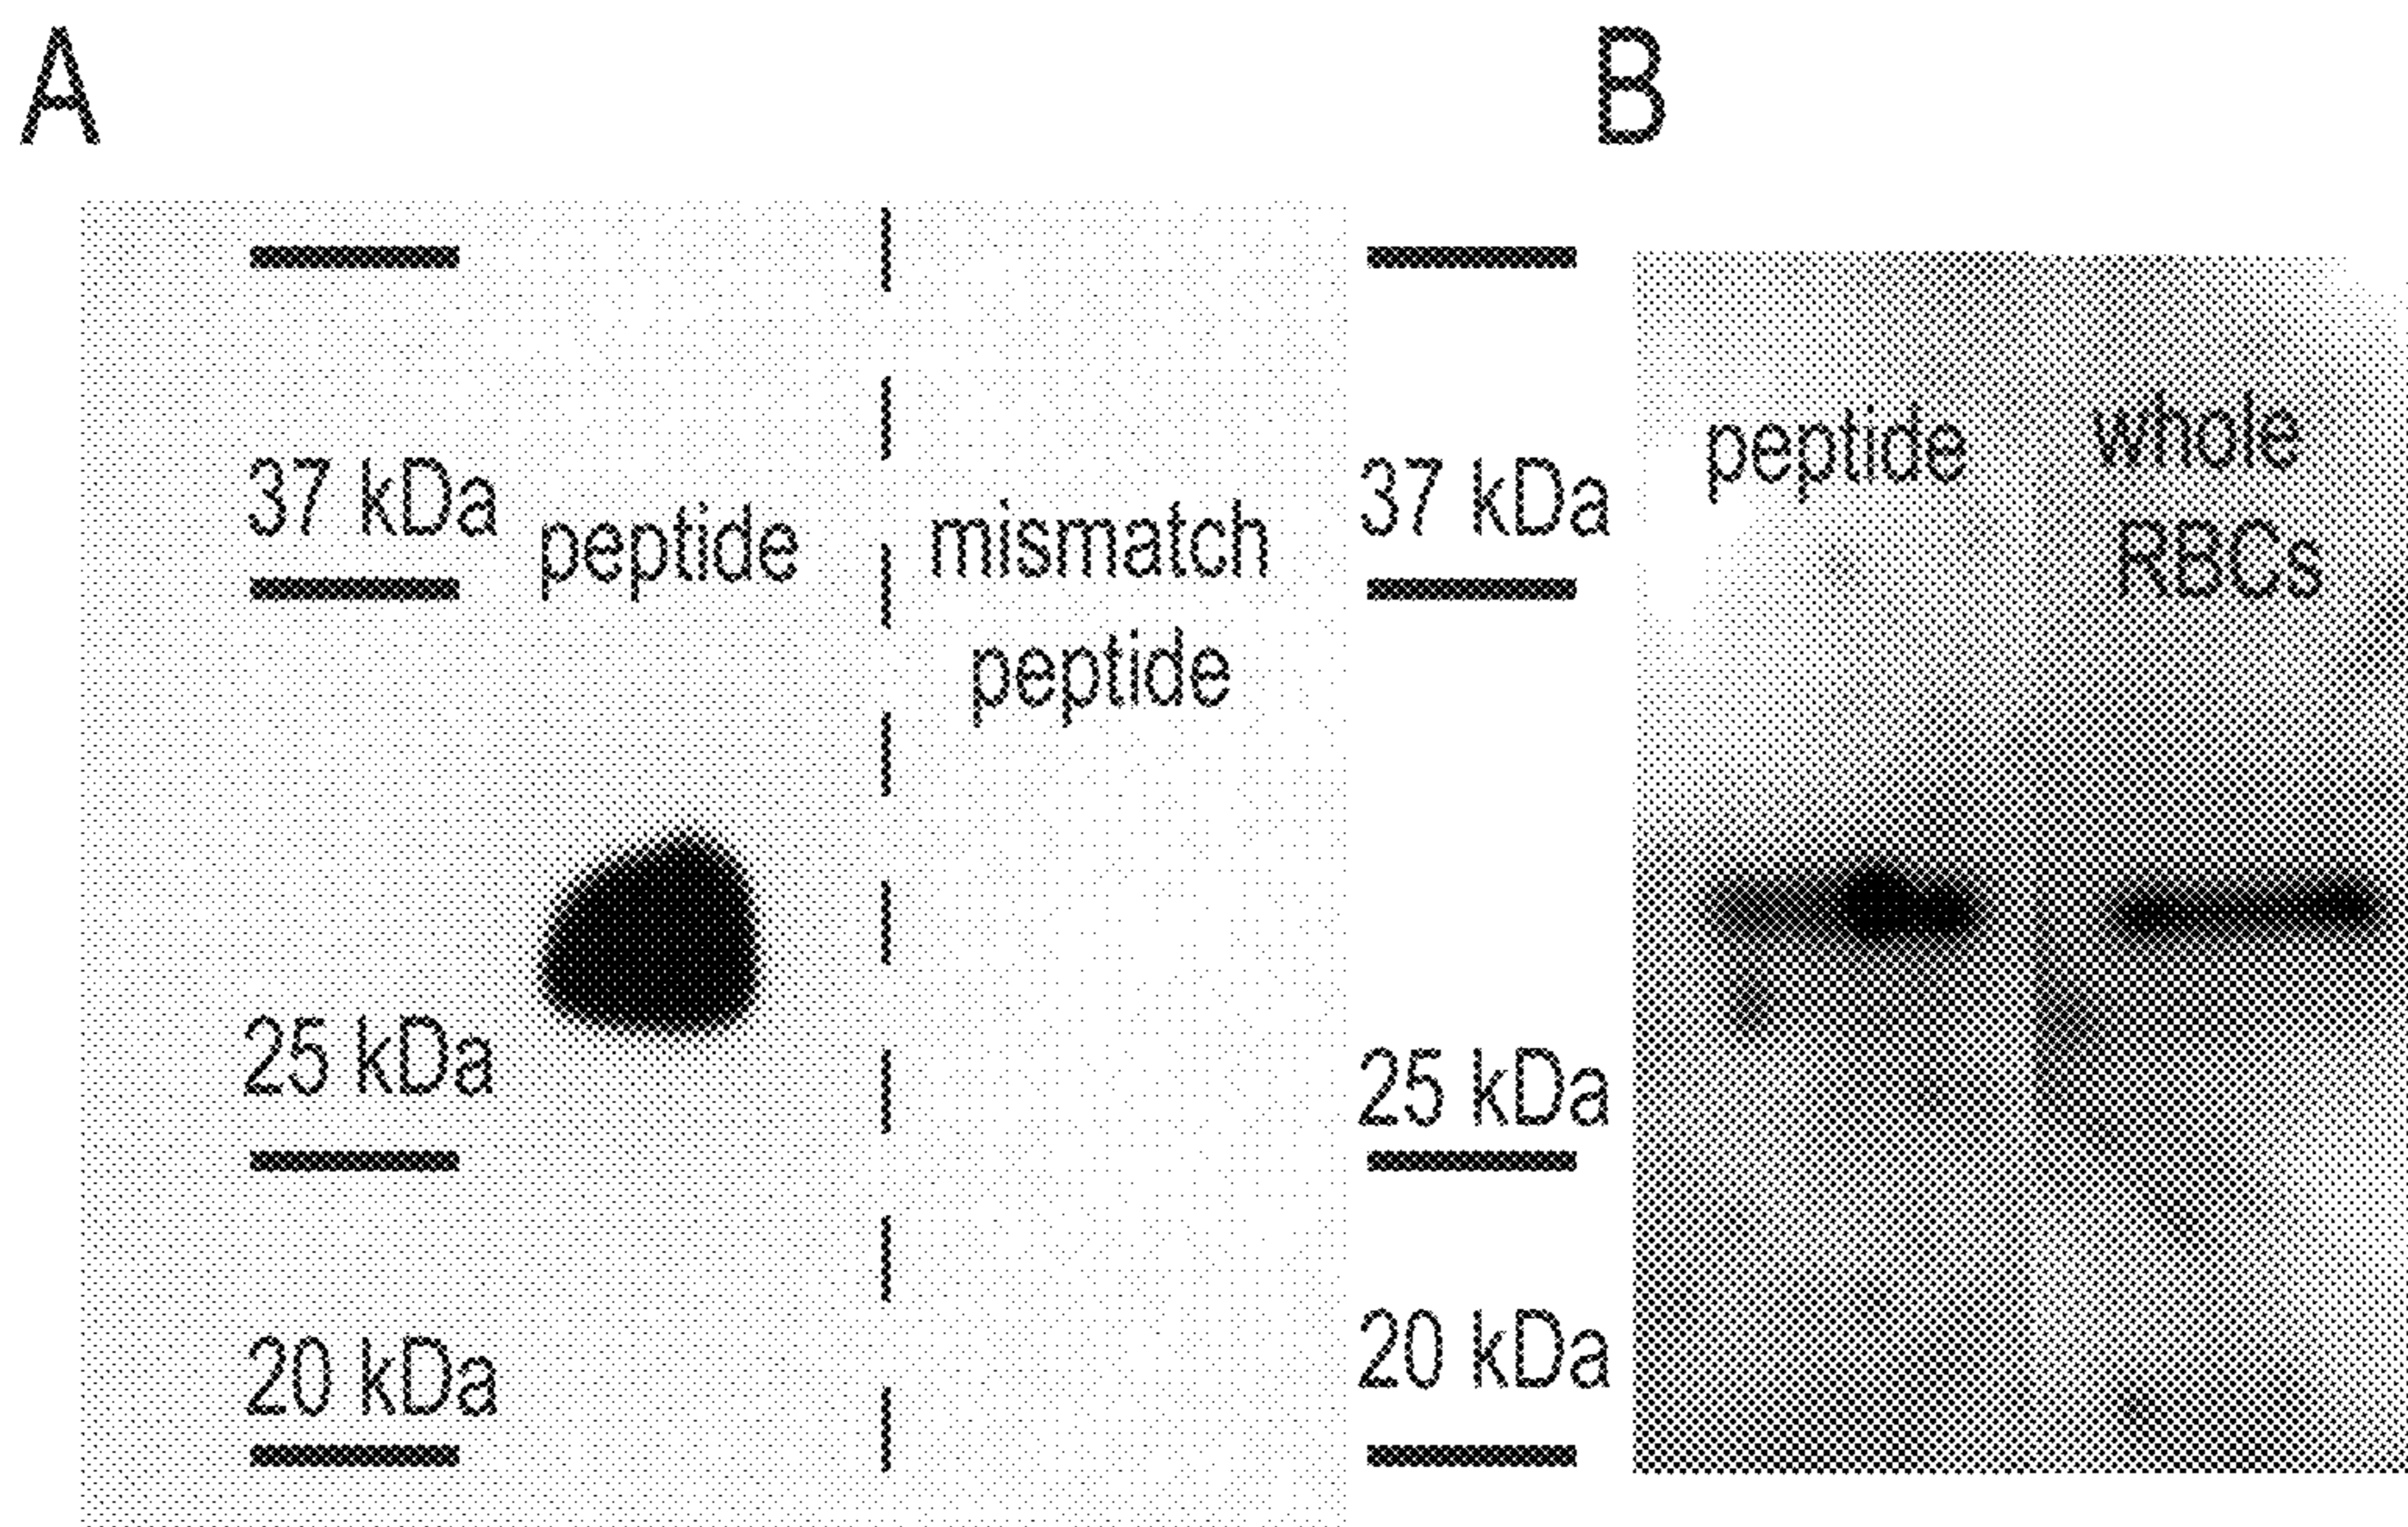 A
37 kDa
peptide
mismatch
peptide
25 kDa
20 kDa
B
37 kDa
peptide
whole
RBCs
25 kDa
20 kDa